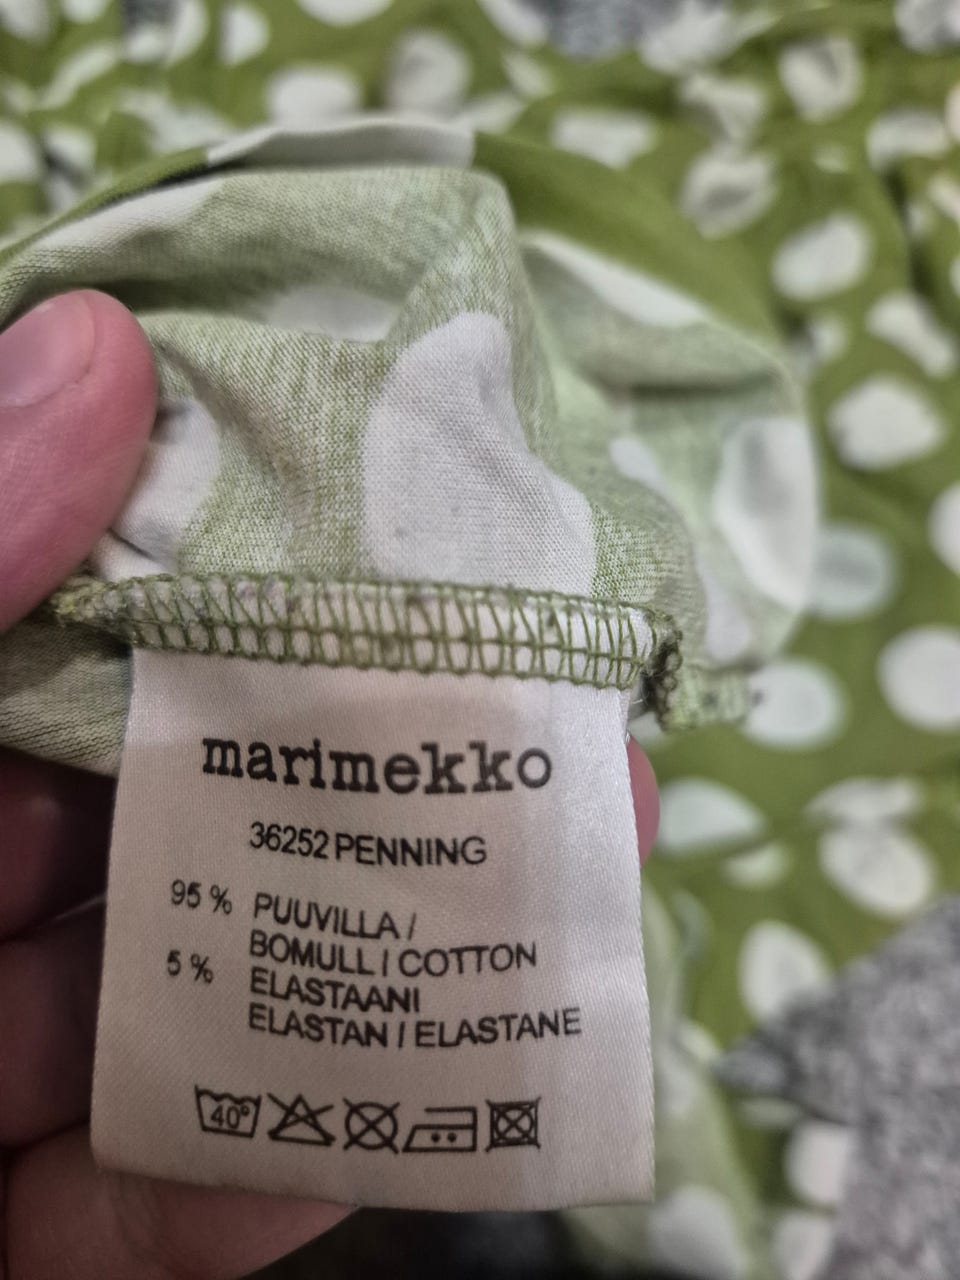 marimekko
36252 PENNING
95 % PUUVILLA /
BOMULL / COTTON
5 % ELASTAANI
ELASTAN / ELASTANE
40°